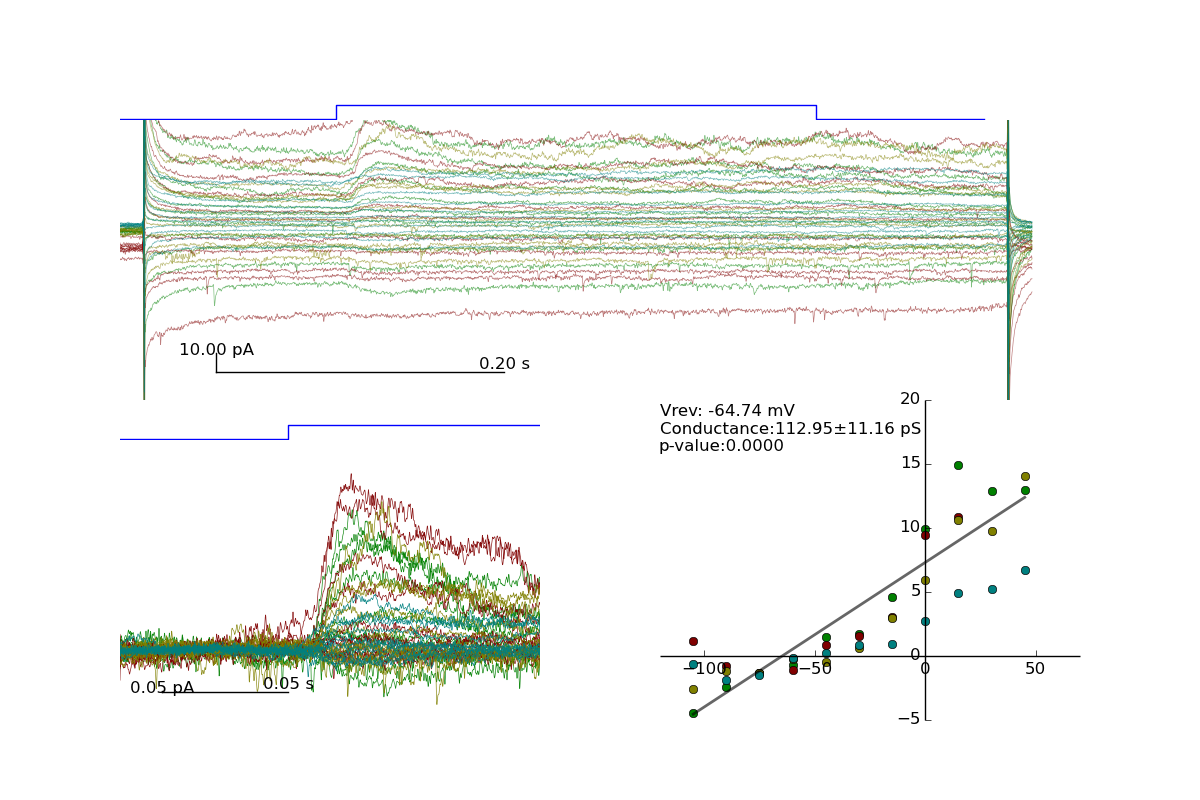 10.00 pA
0.20 s
Vrev: -64.74 mV
Conductance:112.95±11.16 pS
p-value:0.0000
0.05 pA
0.05 s
20
15
10
5
0
−5
−100
−50
0
50